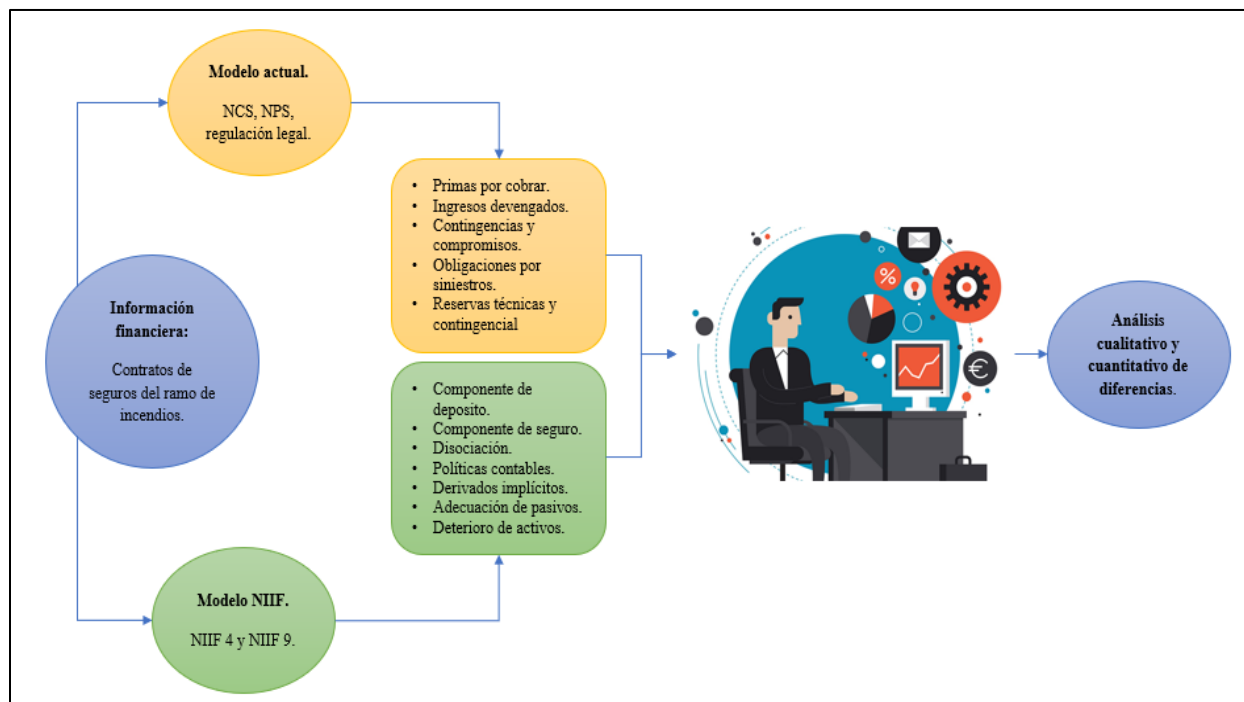 Modelo actual.
NCS, NPS,
regulación legal.
• Primas por cobrar.
• Ingresos devengados.
• Contingencias y
compromisos.
• Obligaciones por
siniestros.
• Reservas técnicas y
contingencial
Información
financiera:
Contratos de
seguros del ramo de
incendios.
%
€
Análisis
cualitativo y
cuantitativo de
diferencias.
• Componente de
deposito.
• Componente de seguro.
• Disociación.
• Políticas contables.
• Derivados implícitos.
• Adecuación de pasivos.
• Deterioro de activos.
Modelo NIIF.
NIIF 4 y NIIF 9.